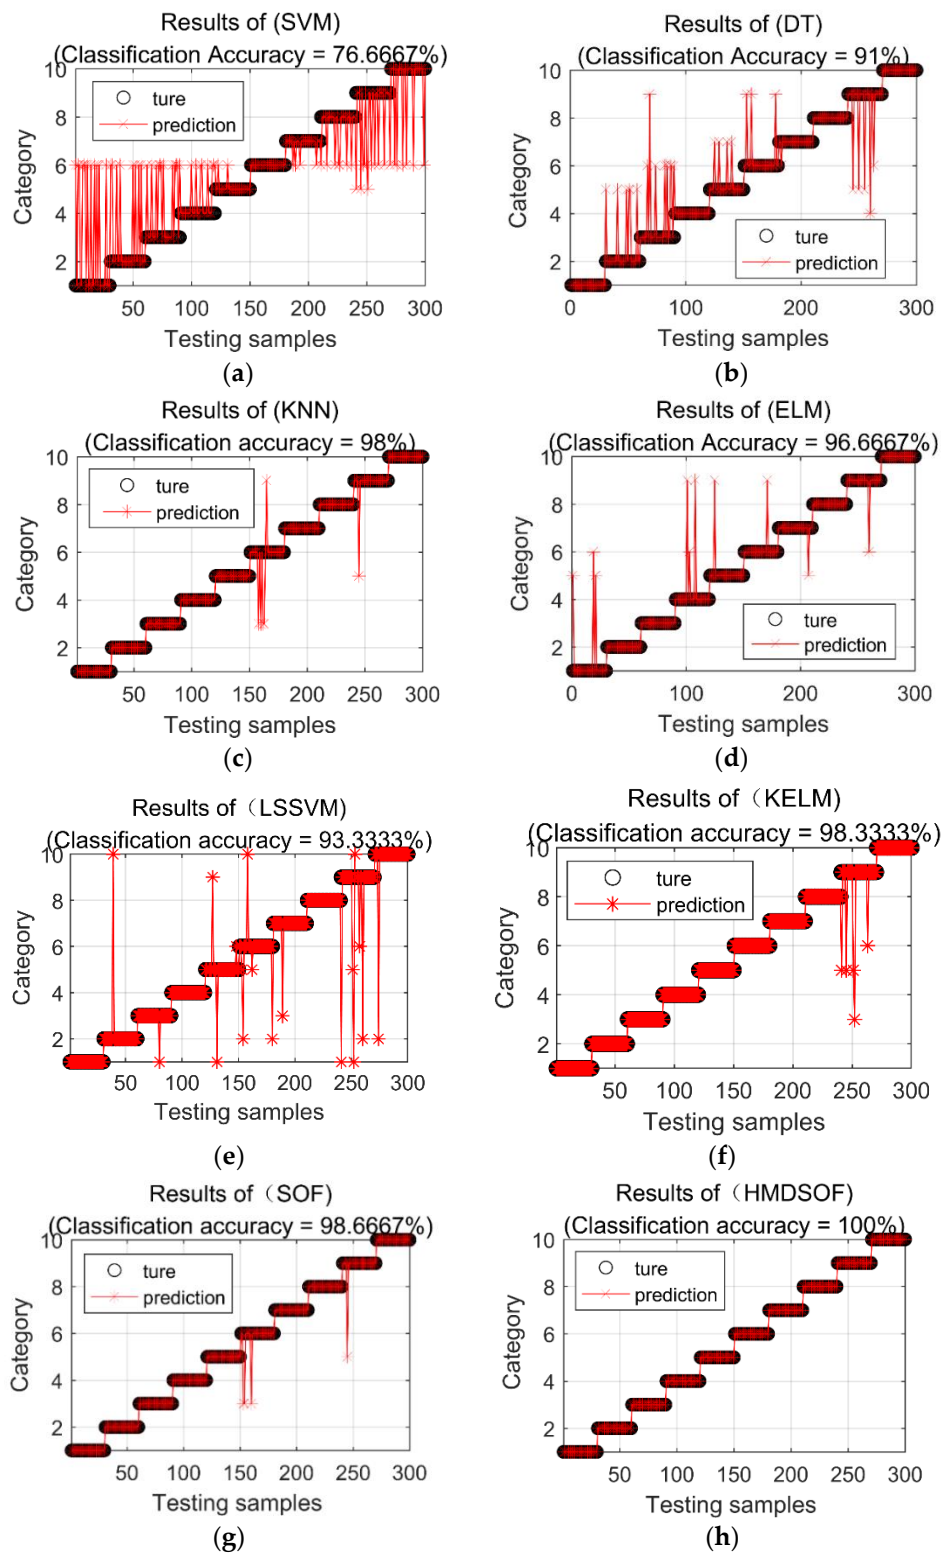 Results of (SVM)
(Classification Accuracy = 76.6667%)
10
8
6
4
2
Category
ture
prediction
50 100 150 200 250 300
Testing samples
(a)
Results of (DT)
(Classification Accuracy = 91%)
10
8
6
4
2
Category
ture
prediction
0 100 200 300
Testing samples
(b)
Results of (KNN)
(Classification accuracy = 98%)
10
8
6
4
2
Category
ture
prediction
50 100 150 200 250 300
Testing samples
(c)
Results of (ELM)
(Classification Accuracy = 96.6667%)
10
8
6
4
2
Category
ture
prediction
0 100 200 300
Testing samples
(d)
Results of（LSSVM)
(Classification accuracy = 93.3333%)
10
8
6
4
2
Category
50 100 150 200 250 300
Testing samples
(e)
Results of（KELM)
(Classification accuracy = 98.3333%)
10
8
6
4
2
Category
ture
prediction
50 100 150 200 250 300
Testing samples
(f)
Results of（SOF)
(Classification accuracy = 98.6667%)
10
8
6
4
2
Category
ture
prediction
50 100 150 200 250 300
Testing samples
(g)
Results of（HMDSOF)
(Classification accuracy = 100%)
10
8
6
4
2
Category
ture
prediction
50 100 150 200 250 300
Testing samples
(h)